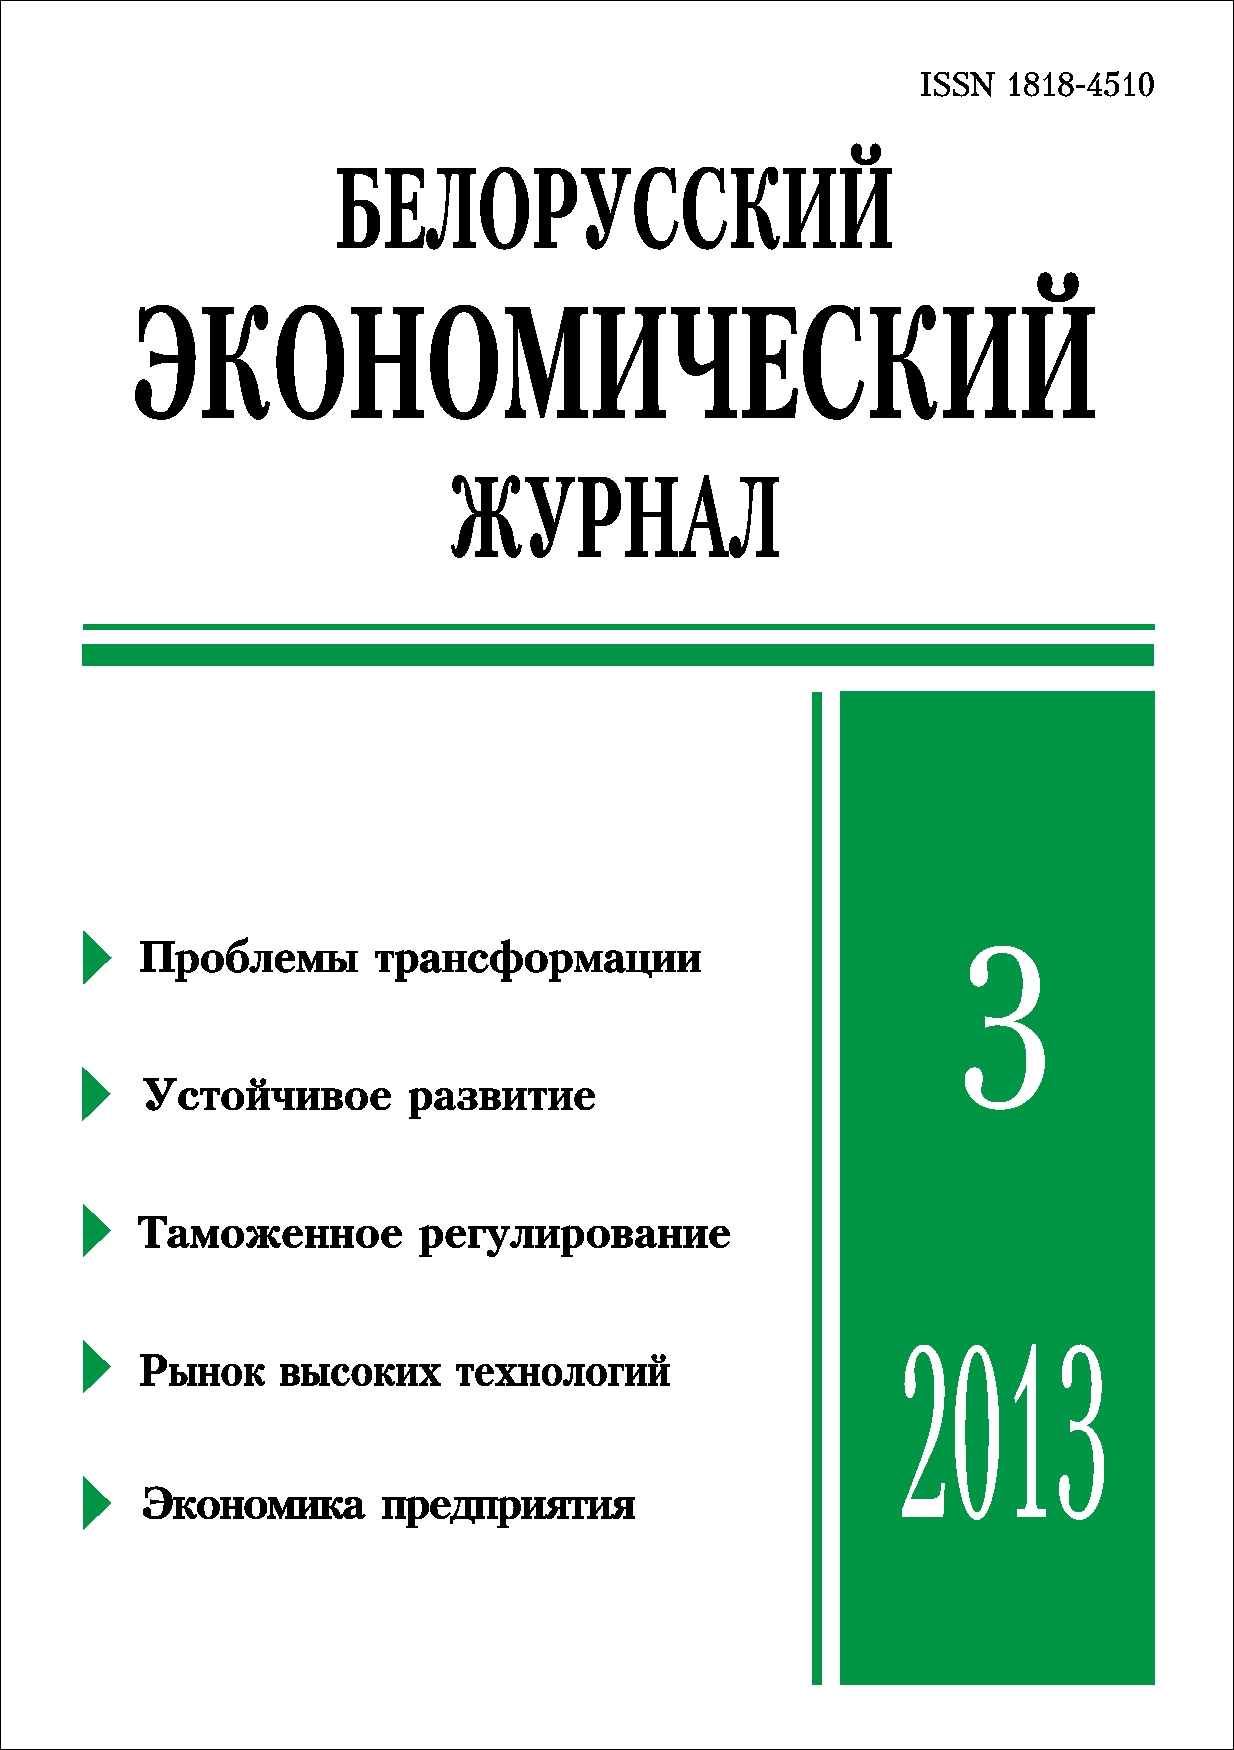 ISSN 1818-4510
БЕЛОРУССКИЙ
ЭКОНОМИЧЕСКИЙ
ЖУРНАЛ
Проблемы трансформации
Устойчивое развитие
Таможенное регулирование
Рынок высоких технологий
Экономика предприятия
3
2013